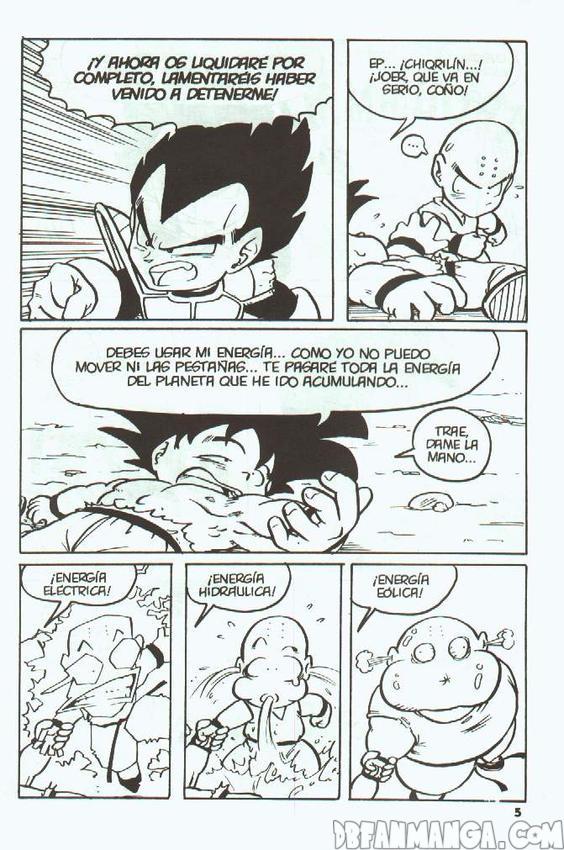 ¡Y AHORA OS LIQUIDARÉ POR
COMPLETO, LAMENTARÉIS HABER
VENIDO A DETENERME!
EP... ¡CHIQRILÍN...!
¡JOER, QUE VA EN
SERIO, COÑO!
...
DEBES USAR MI ENERGÍA... COMO YO NO PUEDO
MOVER NI LAS PESTAÑAS... TE PASARE TODA LA ENERGÍA
DEL PLANETA QUE HE IDO ACUMULANDO...
TRAE,
DAME LA
MANO...
¡ENERGÍA
ELÉCTRICA!
¡ENERGÍA
HIDRÁULICA!
¡ENERGÍA
EÓLICA!
5
DBFANMANGA.COM